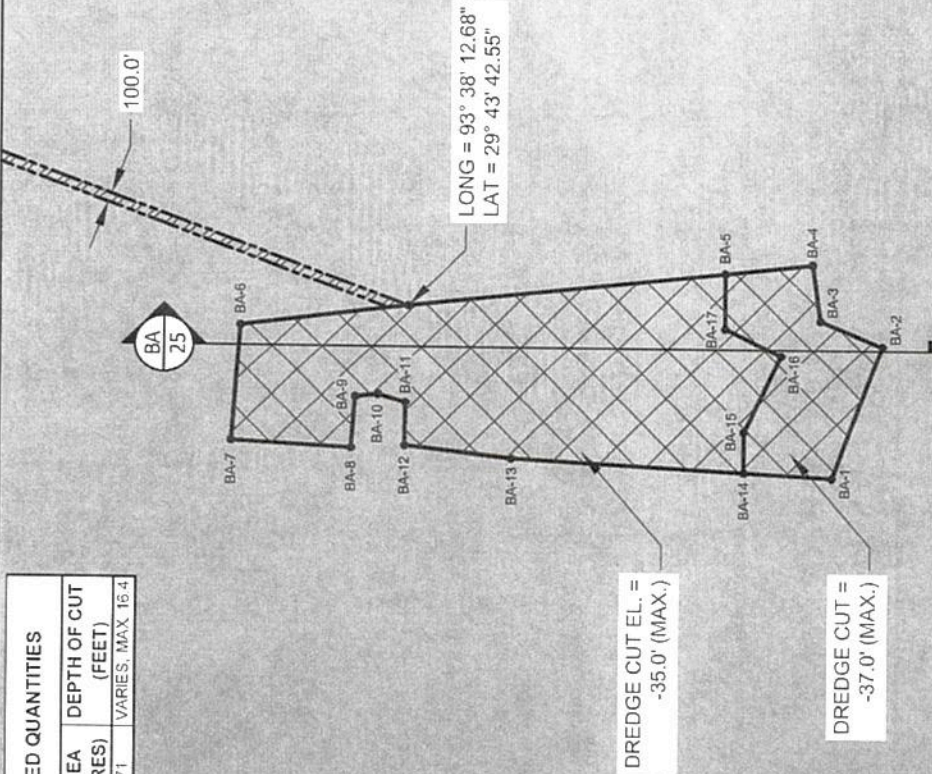 ED QUANTITIES
EA
RES)
DEPTH OF CUT
(FEET)
71
VARIES, MAX 16.4
100.0'
BA
25
LONG = 93° 38' 12.68"
LAT = 29° 43' 42.55"
BA-6
BA-7
BA-9
BA-8
BA-10
BA-11
BA-12
BA-13
BA-5
BA-17
BA-4
BA-3
BA-16
BA-15
BA-14
BA-2
BA-1
DREDGE CUT EL. =
-35.0' (MAX.)
DREDGE CUT =
-37.0' (MAX.)